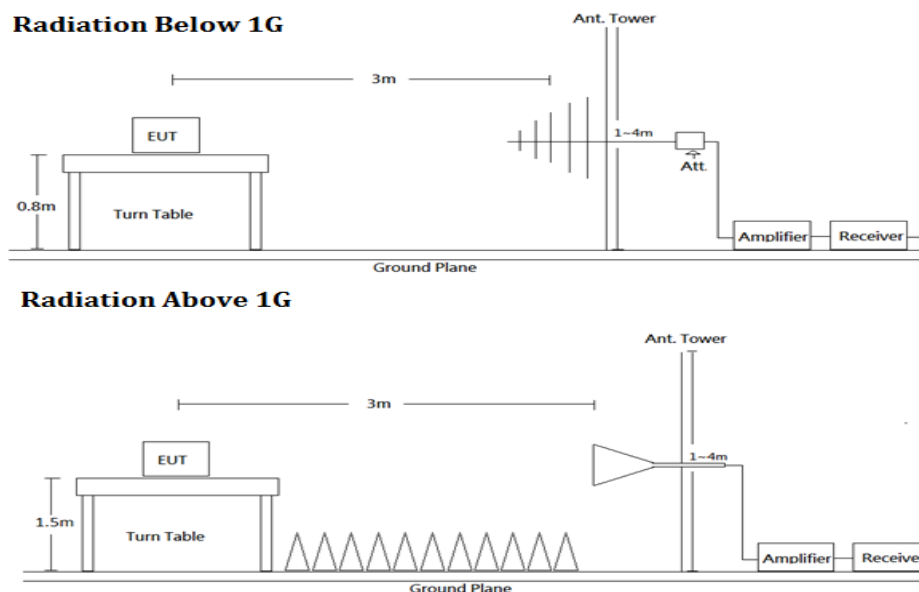 Radiation Below 1G
Ant. Tower
3m
EUT
1~4m
Att.
0.8m
Turn Table
Amplifier
Receiver
Ground Plane
Radiation Above 1G
Ant. Tower
3m
EUT
1~4m
1.5m
Turn Table
Amplifier
Receive
Ground Plane